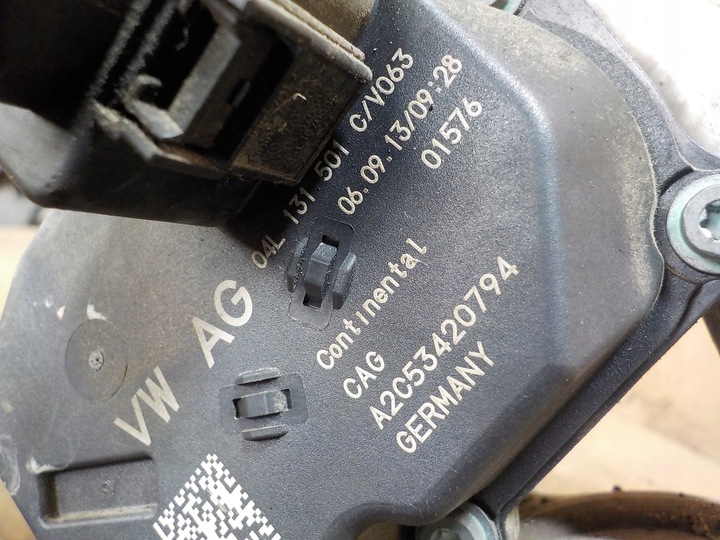 VW AG
04L 131 501 C/V063
06.09.13/09:28
01576
Continental
CAG
A2C53420794
GERMANY